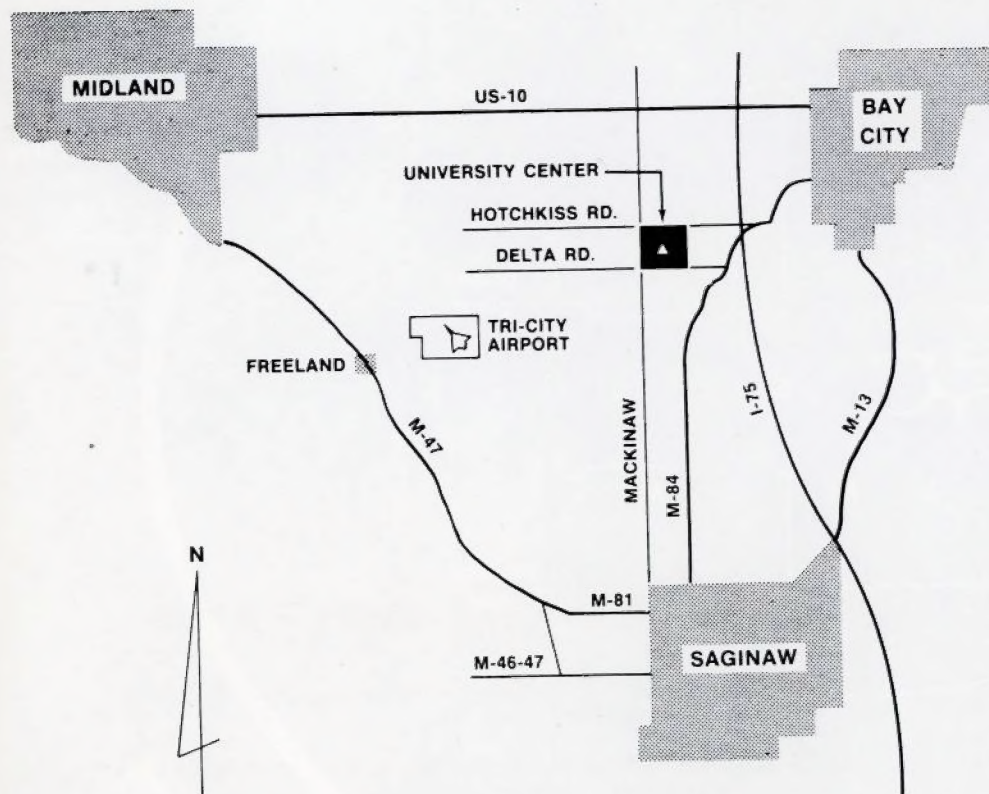 MIDLAND
US-10
BAY
CITY
UNIVERSITY CENTER
HOTCHKISS RD.
DELTA RD.
TRI-CITY
AIRPORT
FREELAND
M-47
MACKINAW
M-84
I-75
M-13
N
M-81
M-46-47
SAGINAW